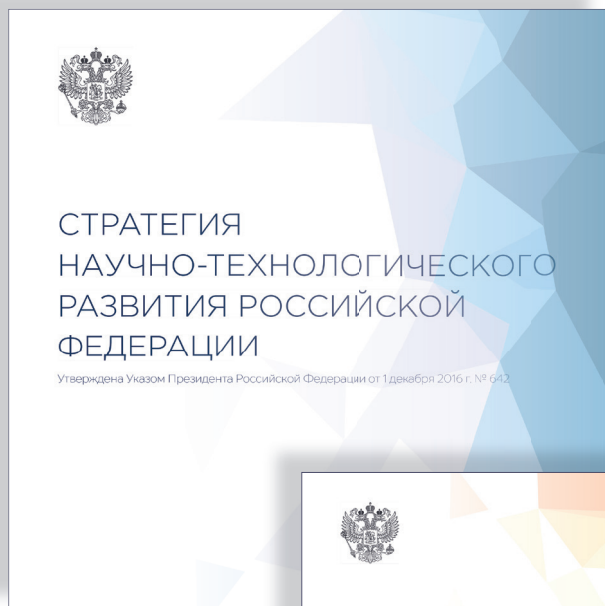 СТРАТЕГИЯ
НАУЧНО-ТЕХНОЛОГИЧЕСКОГО
РАЗВИТИЯ РОССИЙСКОЙ
ФЕДЕРАЦИИ
Утверждена Указом Президента Российской Федерации от 1 декабря 2016 г. № 642